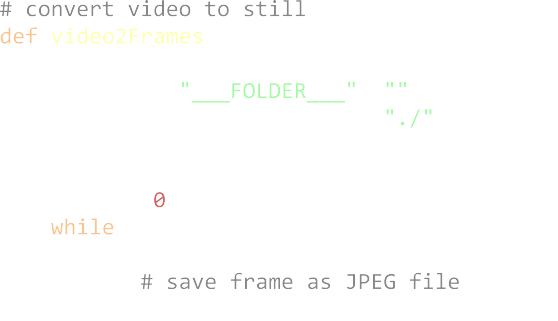 # convert video to still
def video2Frames
"___FOLDER___" ""
"./"
0
while
# save frame as JPEG file